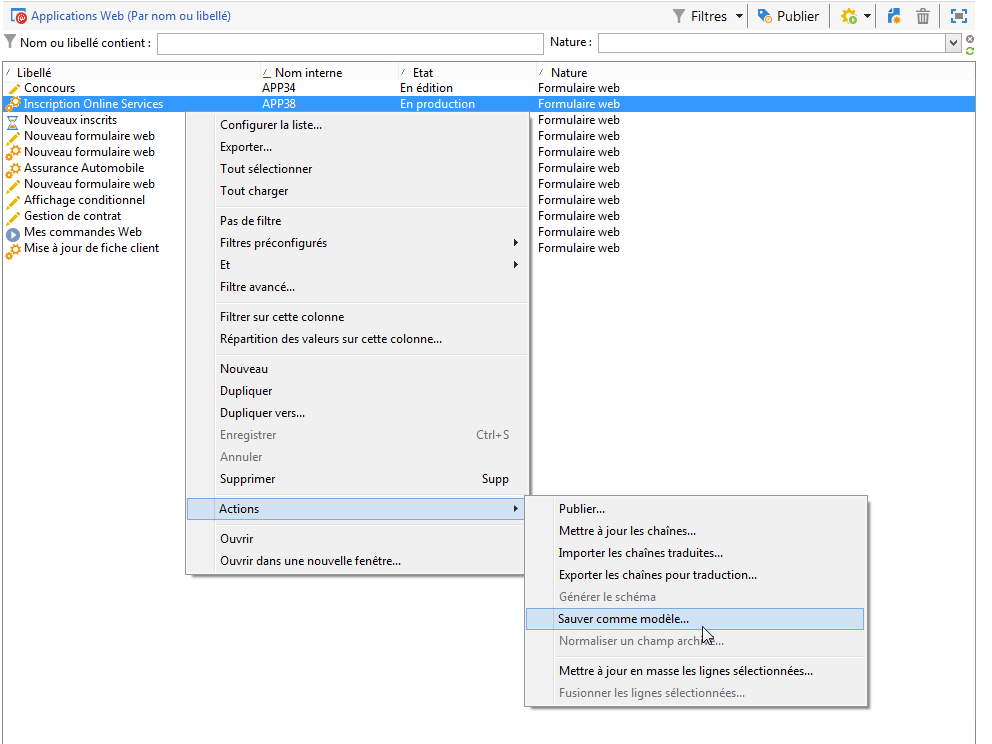 Applications Web (Par nom ou libellé) Filtres Publier
Nom ou libellé contient : Nature :
Libellé Nom interne Etat Nature
Concours APP34 En édition Formulaire web
Inscription Online Services APP38 En production Formulaire web
Nouveaux inscrits Formulaire web
Nouveau formulaire web Formulaire web
Nouveau formulaire web Formulaire web
Assurance Automobile Formulaire web
Nouveau formulaire web Formulaire web
Affichage conditionnel Formulaire web
Gestion de contrat Formulaire web
Mes commandes Web Formulaire web
Mise à jour de fiche client Formulaire web
Configurer la liste...
Exporter...
Tout sélectionner
Tout charger
Pas de filtre
Filtres préconfigurés
Et
Filtre avancé...
Filtrer sur cette colonne
Répartition des valeurs sur cette colonne...
Nouveau
Dupliquer
Dupliquer vers...
Enregistrer Ctrl+S
Annuler
Supprimer Supp
Actions
Ouvrir
Ouvrir dans une nouvelle fenêtre...
Publier...
Mettre à jour les chaînes...
Importer les chaînes traduites...
Exporter les chaînes pour traduction...
Générer le schéma
Sauver comme modèle...
Normaliser un champ
Mettre à jour en masse les lignes sélectionnées...
Fusionner les lignes sélectionnées...